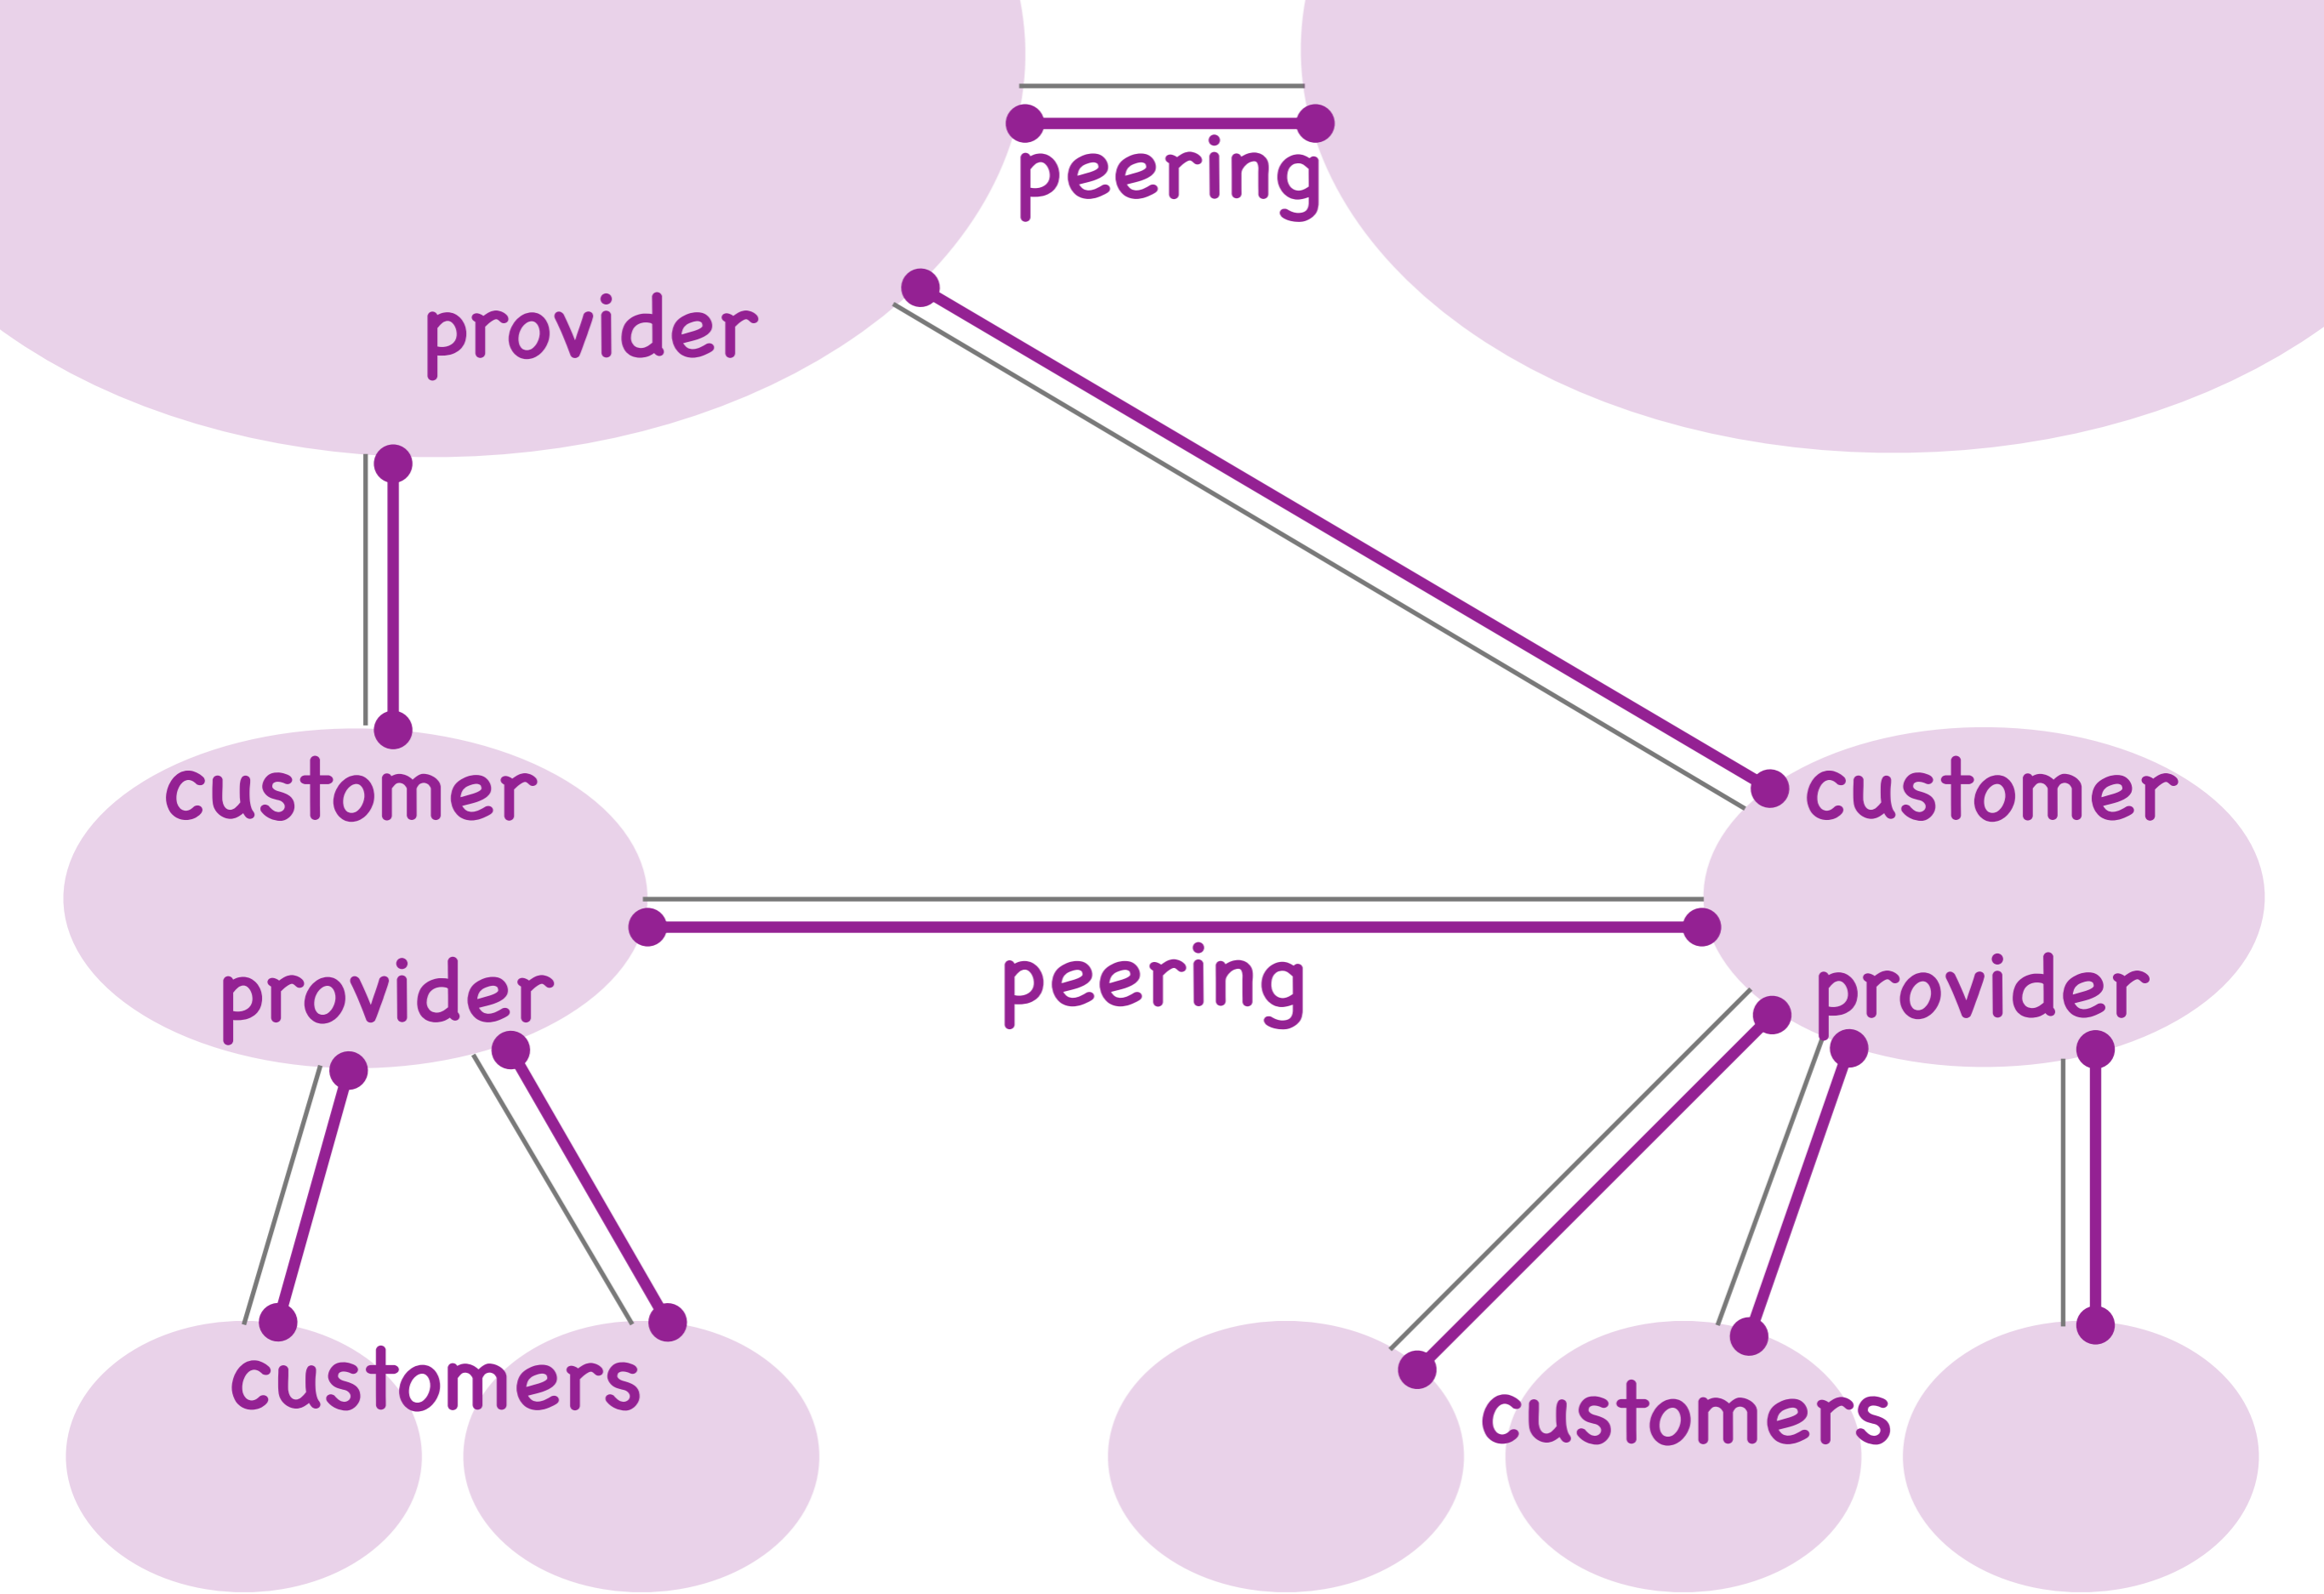 peering
provider
customer
customer
provider
peering
provider
customers
customers